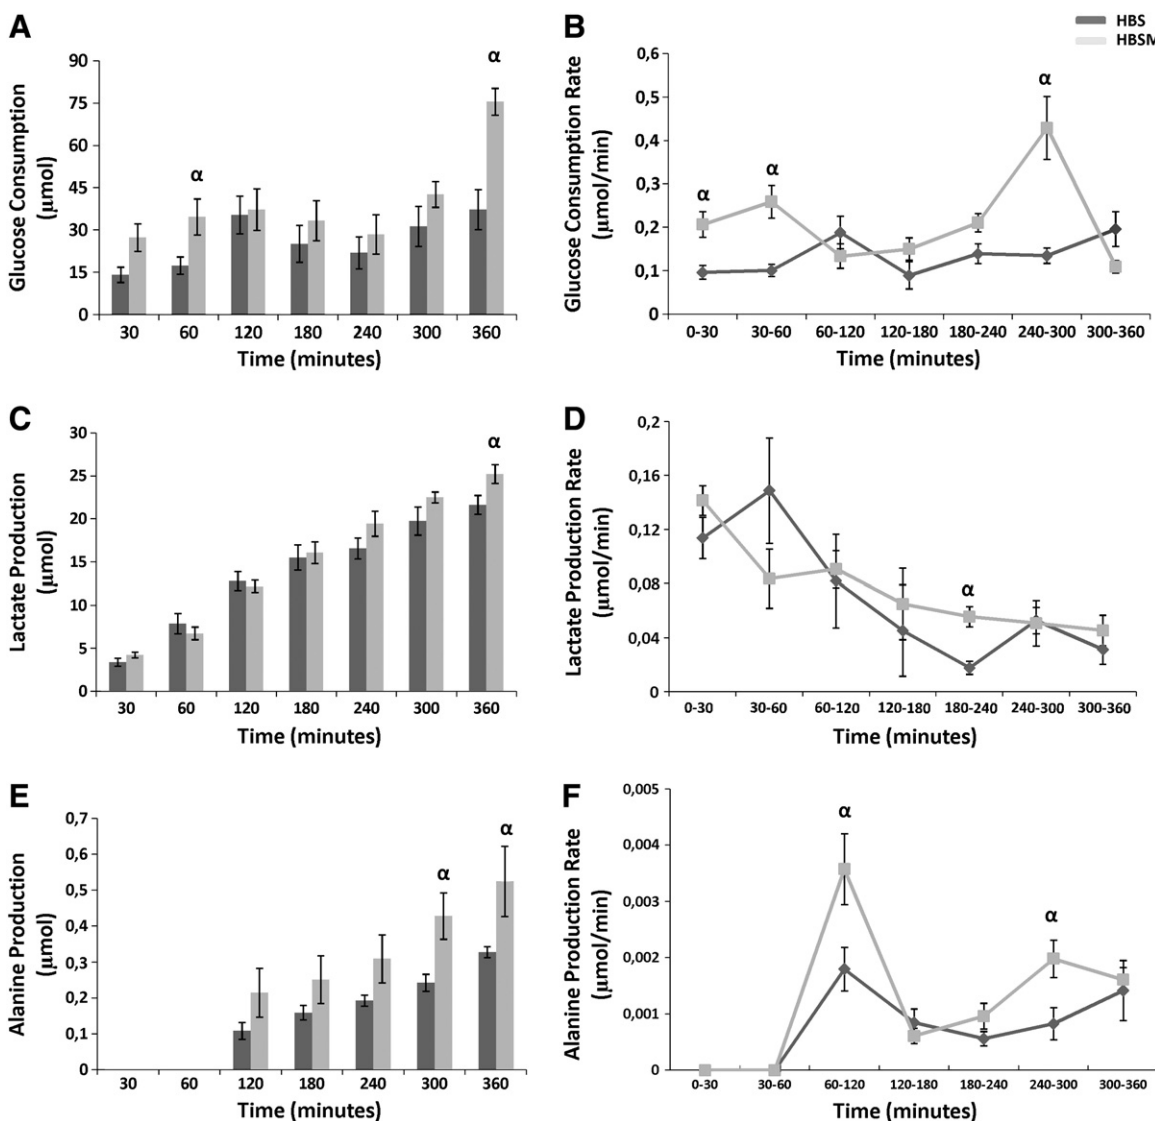 A
Glucose Consumption
(µmol)
90
75
60
45
30
15
0
α
α
30 60 120 180 240 300 360
Time (minutes)
B
HBS
HBSM
Glucose Consumption Rate
(µmol/min)
0,6
0,5
0,4
0,3
0,2
0,1
0
α
α
α
0-30 30-60 60-120 120-180 180-240 240-300 300-360
Time (minutes)
C
Lactate Production
(µmol)
30
25
20
15
10
5
0
α
30 60 120 180 240 300 360
Time (minutes)
D
Lactate Production Rate
(µmol/min)
0,2
0,16
0,12
0,08
0,04
0
α
0-30 30-60 60-120 120-180 180-240 240-300 300-360
Time (minutes)
E
Alanine Production
(µmol)
0,7
0,6
0,5
0,4
0,3
0,2
0,1
0
α
α
30 60 120 180 240 300 360
Time (minutes)
F
Alanine Production Rate
(µmol/min)
0,005
0,004
0,003
0,002
0,001
0
α
α
0-30 30-60 60-120 120-180 180-240 240-300 300-360
Time (minutes)